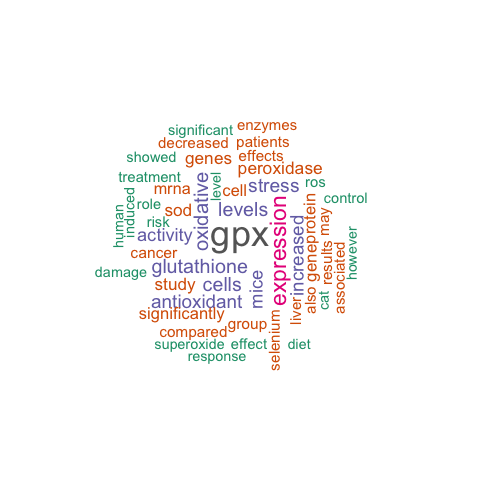 enzymes
significant
decreased
patients
showed
genes
effects
peroxidase
treatment
mrna
level
cell
stress
ros
control
human
induced
role
sod
oxidative
levels
risk
activity
gpx
expression
increased
protein
gene
may
however
cancer
damage
glutathione
study
cells
mice
also
results
cat
associated
antioxidant
liver
significantly
compared
group
selenium
superoxide
effect
diet
response